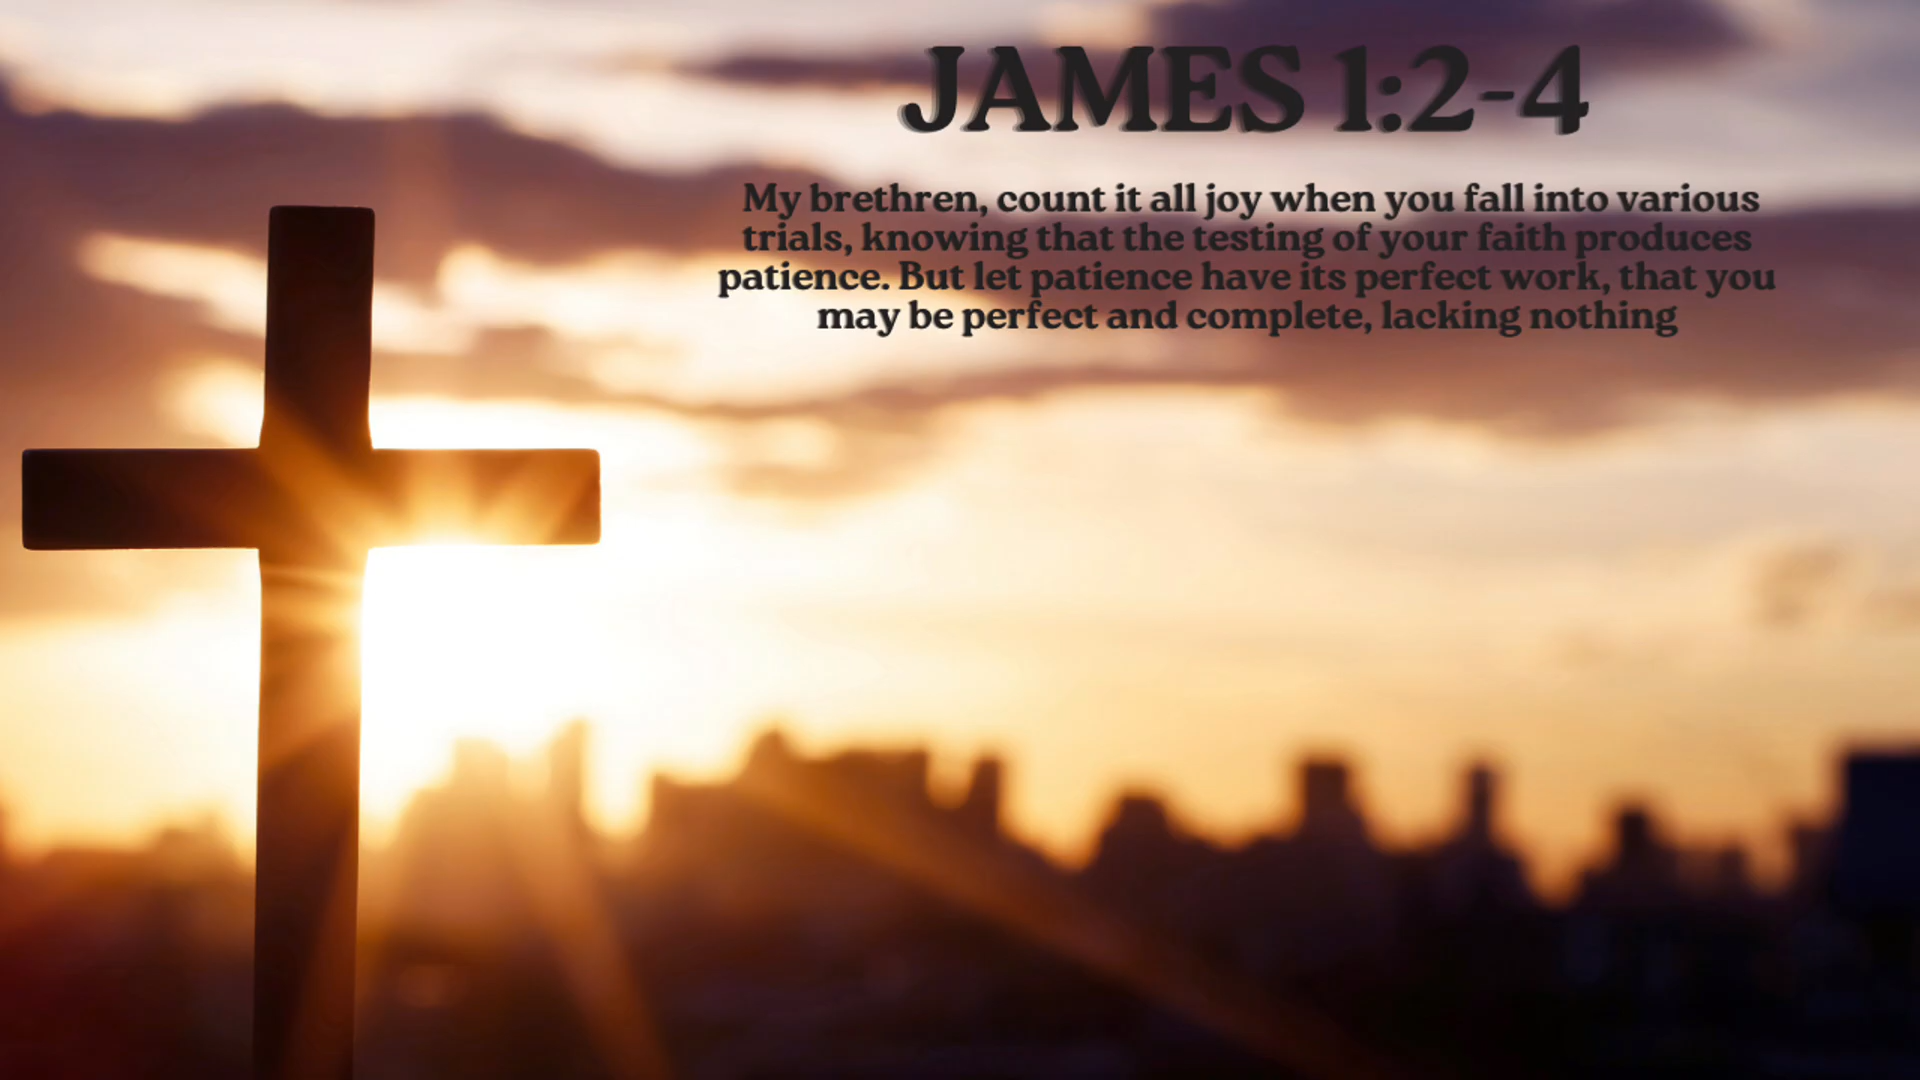 JAMES 1:2-4
My brethren, count it all joy when you fall into various
trials, knowing that the testing of your faith produces
patience. But let patience have its perfect work, that you
may be perfect and complete, lacking nothing